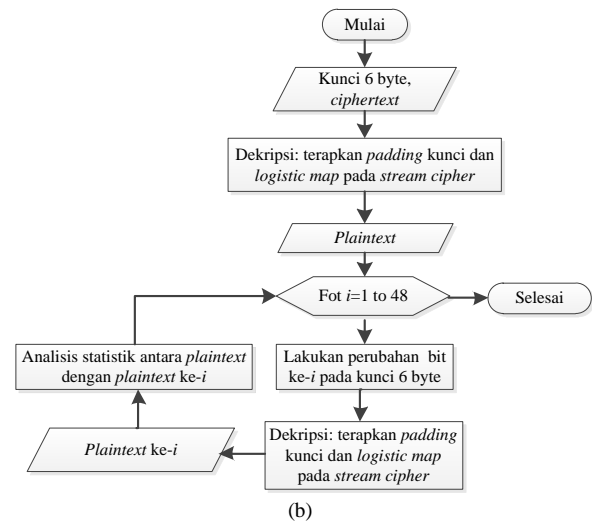 Mulai
Kunci 6 byte,
ciphertext
Dekripsi: terapkan padding kunci dan
logistic map pada stream cipher
Plaintext
Fot i=1 to 48
Selesai
Lakukan perubahan bit
ke-i pada kunci 6 byte
Dekripsi: terapkan padding
kunci dan logistic map
pada stream cipher
Plaintext ke-i
Analisis statistik antara plaintext
dengan plaintext ke-i
(b)